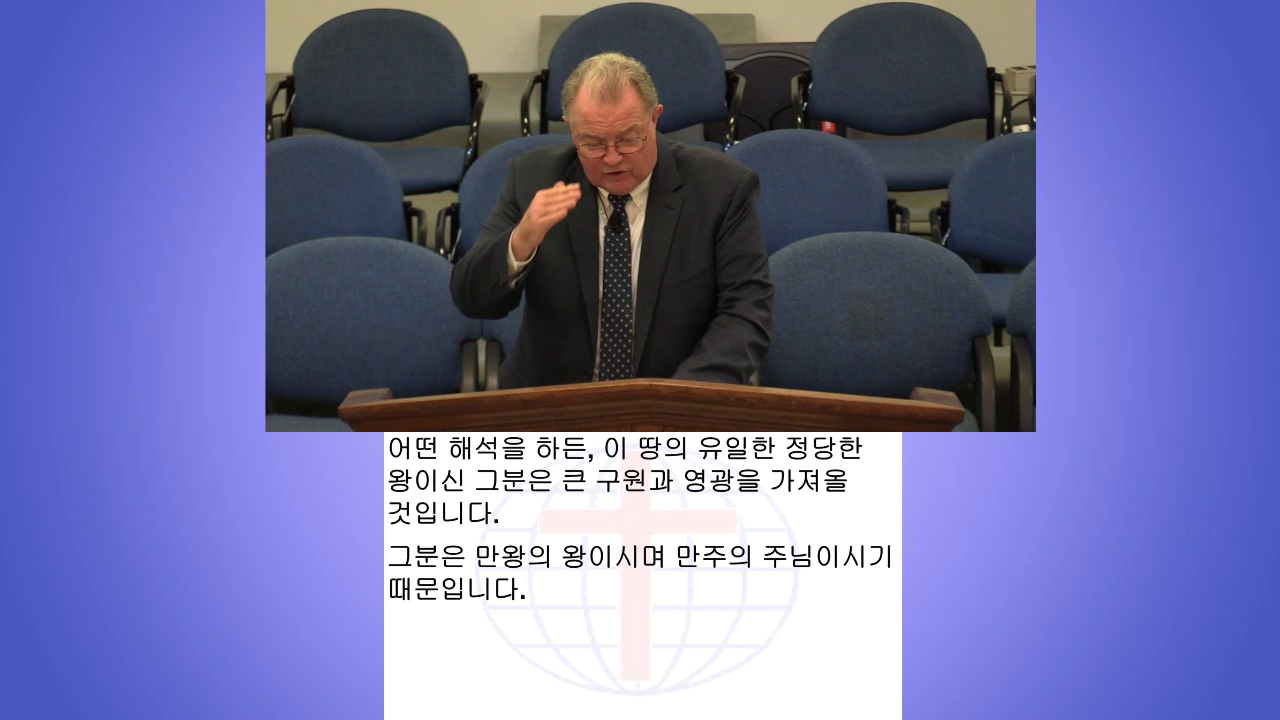 어떤 해석을 하든, 이 땅의 유일한 정당한
왕이신 그분은 큰 구원과 영광을 가져올
것입니다.
그분은 만왕의 왕이시며 만주의 주님이시기
때문입니다.